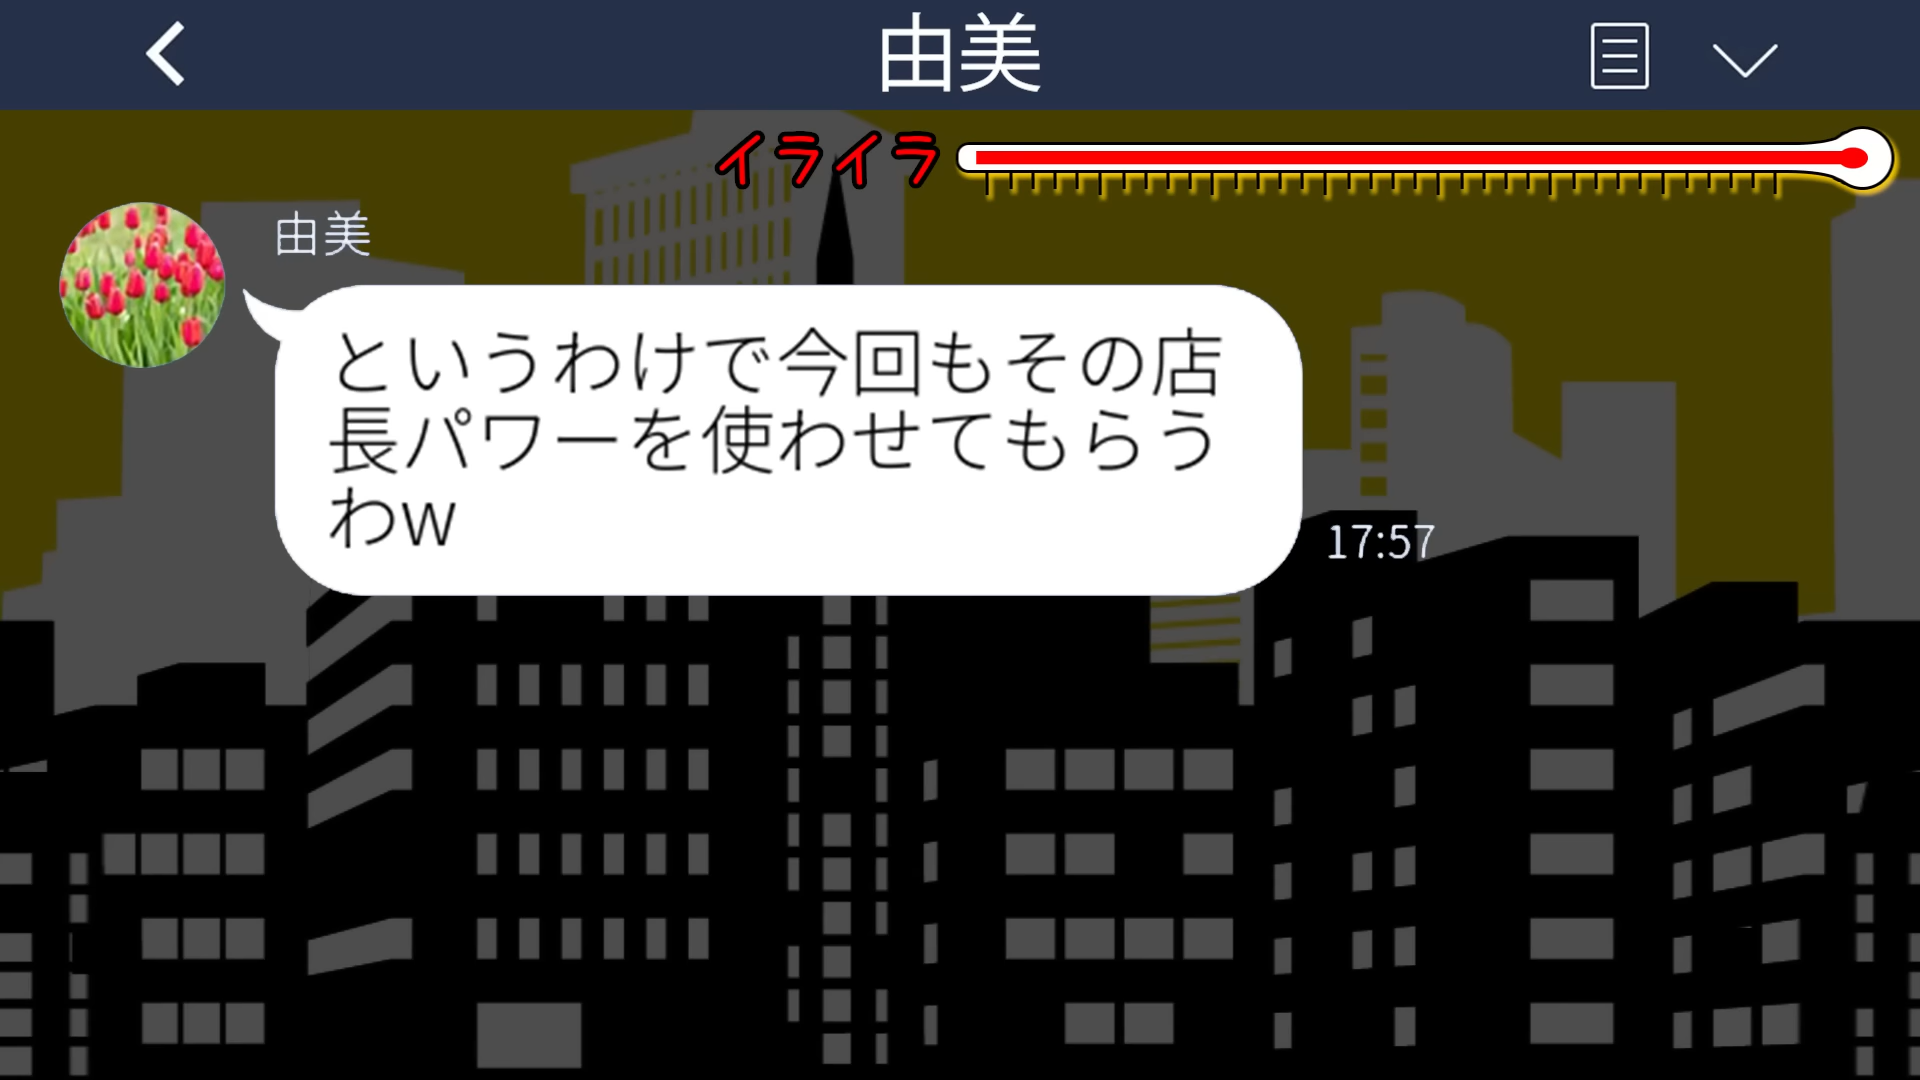 由美
イライラ
由美
というわけで今回もその店
長パワーを使わせてもらう
わw
17:57